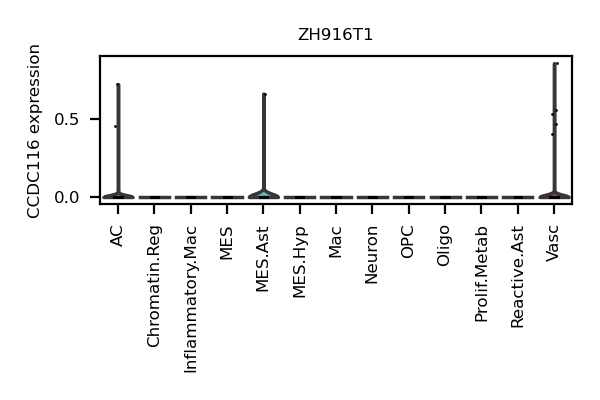 ZH916T1
CCDC116 expression
0.5
0.0
AC
Chromatin.Reg
Inflammatory.Mac
MES
MES.Ast
MES.Hyp
Mac
Neuron
OPC
Oligo
Prolif.Metab
Reactive.Ast
Vasc